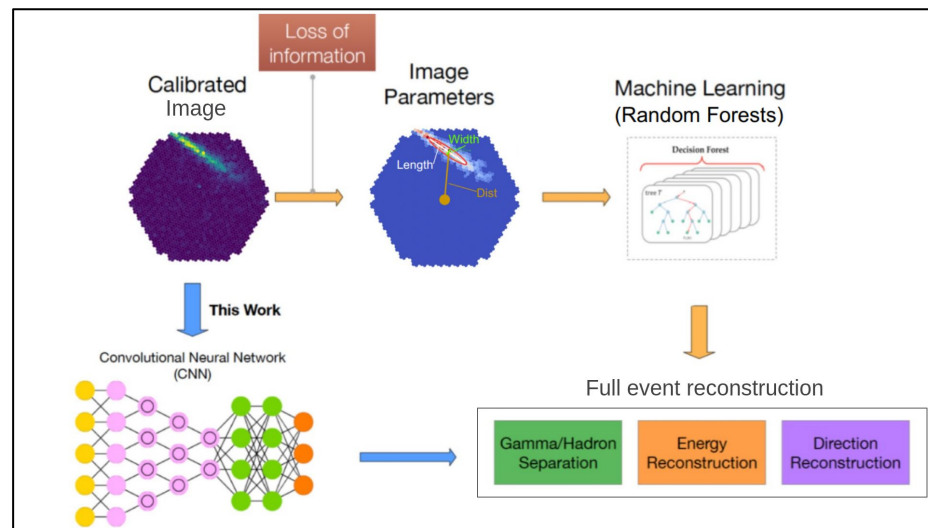 Loss of
information
Calibrated
Image
Image
Parameters
Machine Learning
(Random Forests)
Width
Length
Dist
Decision Forest
tree T
This Work
Convolutional Neural Network
(CNN)
Full event reconstruction
Gamma/Hadron
Separation
Energy
Reconstruction
Direction
Reconstruction